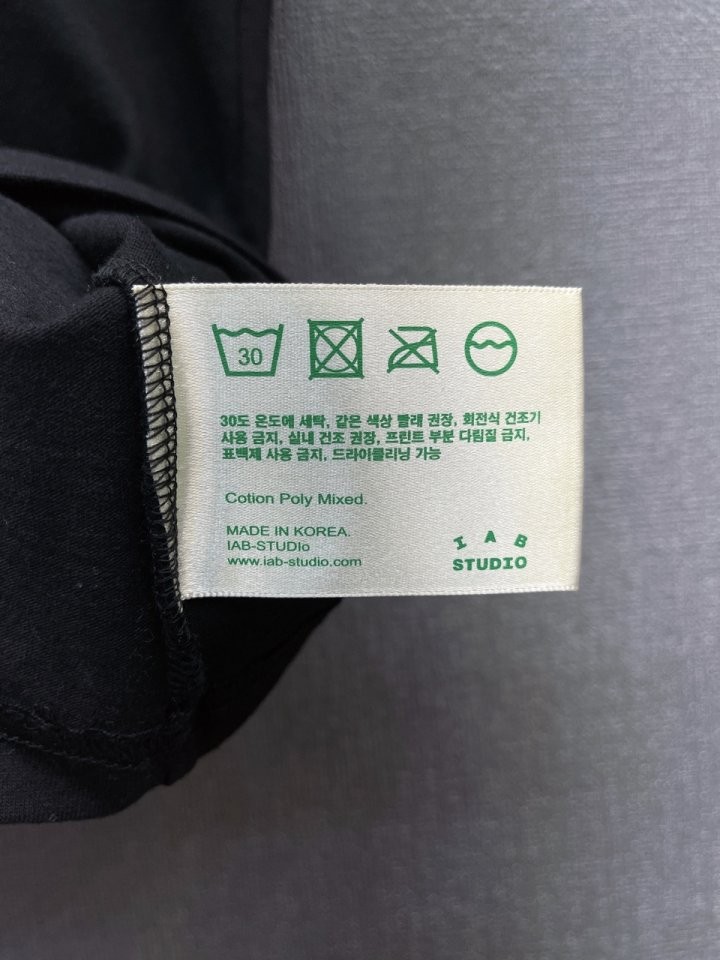 30
30도 온도에 세탁, 같은 색상 빨래 권장, 회전식 건조기
사용 금지, 실내 건조 권장, 프린트 부분 다림질 금지,
표백제 사용 금지, 드라이클리닝 가능
Cotion Poly Mixed.
MADE IN KOREA.
IAB-STUDIo
www.iab-studio.com
IAB
STUDIO